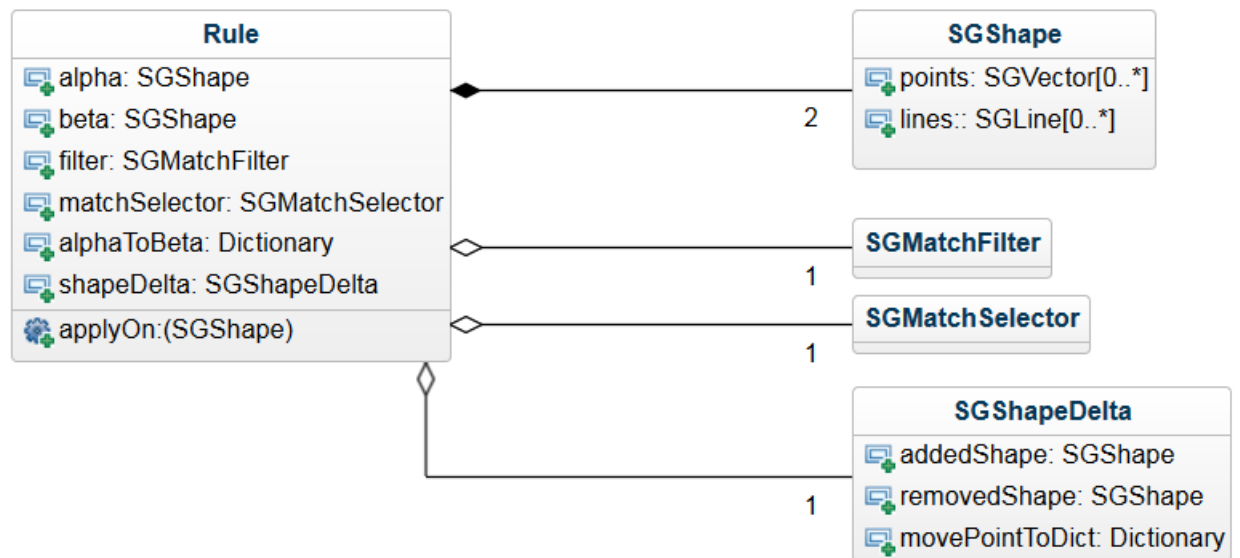 Rule
alpha: SGShape
beta: SGShape
filter: SGMatchFilter
matchSelector: SGMatchSelector
alphaToBeta: Dictionary
shapeDelta: SGShapeDelta
applyOn:(SGShape)
2
1
1
1
SGShape
points: SGVector[0..*]
lines:: SGLine[0..*]
SGMatchFilter
SGMatchSelector
SGShapeDelta
addedShape: SGShape
removedShape: SGShape
movePointToDict: Dictionary